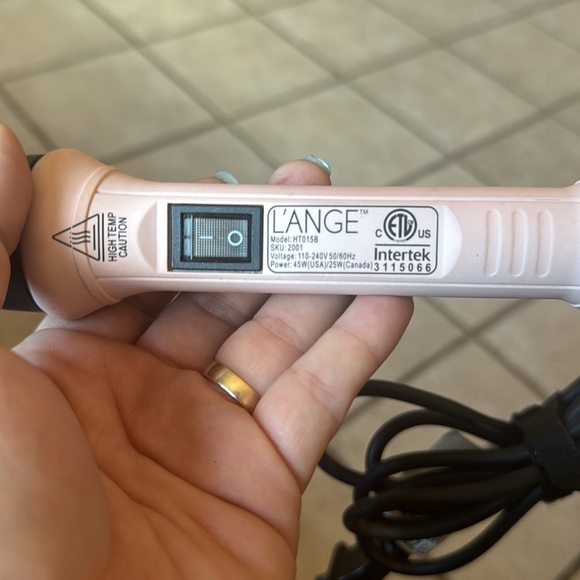 HIGH TEMP
CAUTION
L'ANGE™
Model: HT015B
SKU: 2001
Voltage: 110-240V 50/60Hz
Power: 45W(USA)/25W(Canada)
C ETL US
Intertek
3115066